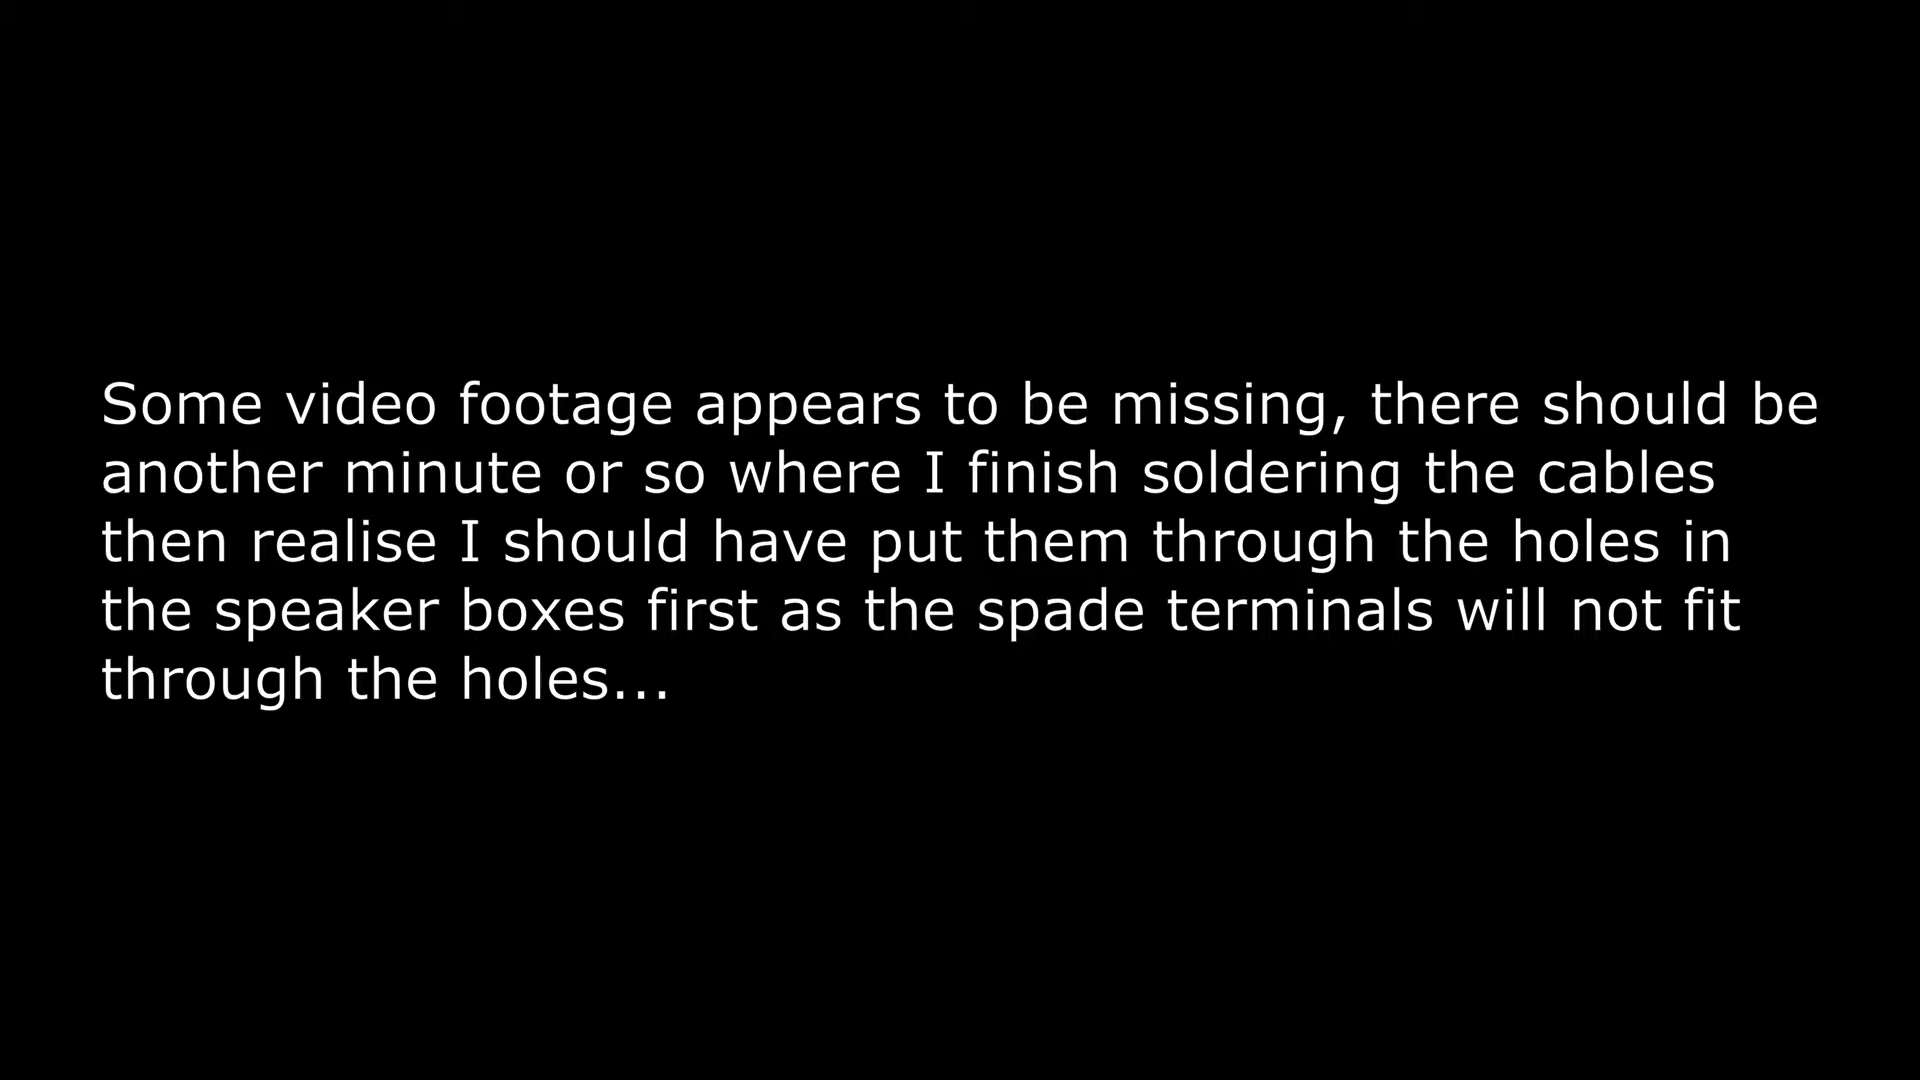 Some video footage appears to be missing, there should be
another minute or so where I finish soldering the cables
then realise I should have put them through the holes in
the speaker boxes first as the spade terminals will not fit
through the holes...